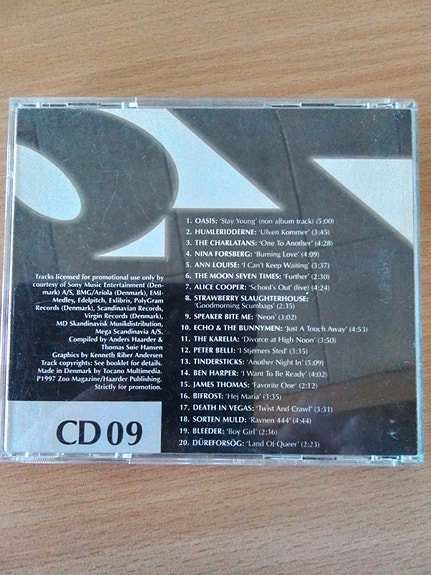 1. OASIS: 'Stay Young' (non album track) (5:00)
2. HUMLERIDDERNE: 'Ulven Kommer' (3:45)
3. THE CHARLATANS: 'One To Another' (4:28)
4. NINA FORSBERG: 'Burning Love' (4:09)
5. ANN LOUISE: 'I Can't Keep Waiting' (3:37)
6. THE MOON SEVEN TIMES: 'Further' (2:30)
7. ALICE COOPER: 'School's Out' (live) (4:24)
8. STRAWBERRY SLAUGHTERHOUSE:
'Goodmorning Scumbags' (2:35)
9. SPEAKER BITE ME: 'Neon' (3:02)
10. ECHO & THE BUNNYMEN: 'Just A Touch Away' (4:53)
11. THE KARELIA: 'Divorce at High Noon' (3:50)
12. PETER BELLI: 'I Stjerners Sted'
13. TINDERSTICKS: 'Another Night In' (5:09)
14. BEN HARPER: 'I Want To Be Ready' (4:02)
15. JAMES THOMAS: 'Favorite One' (2:12)
16. BIFROST: 'Hej Maria' (3:35)
17. DEATH IN VEGAS: 'Twist And Crawl' (3:31)
18. SORTEN MULD: 'Ravnen 444' (4:44)
19. BLEEDER: 'Boy Girl' (2:36)
20. DÜREFORSÖG: 'Land Of Queer' (2:23)
Tracks licensed for promotional use only by
courtesy of Sony Music Entertainment (Den-
mark) A/S, BMG/Ariola (Denmark), EMI-
Medley, Edelpitch, Exlibris, PolyGram
Records (Denmark), Scandinavian Records,
Virgin Records (Denmark),
MD Skandinavisk Musikdistribution,
Mega Scandinavia A/S.
Compiled by Anders Haarder &
Thomas Søie Hansen
Graphics by Kenneth Riber Andersen
Track copyrights: See booklet for details.
Made in Denmark by Tocano Multimedia.
P1997 Zoo Magazine/Haarder Publishing.
Strictly for promotion.
CD 09